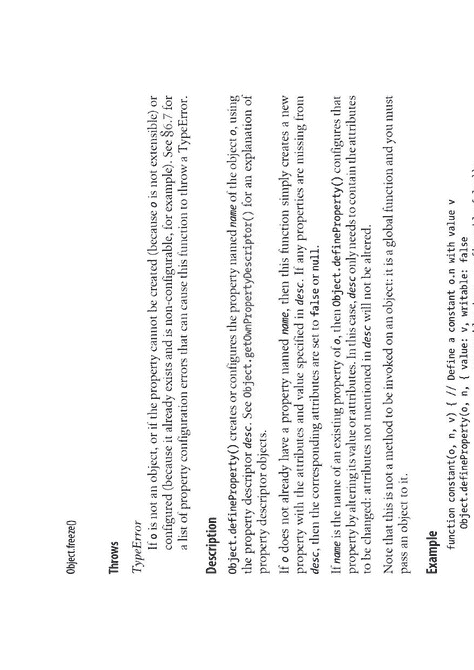 Object.freeze()
Throws
TypeError
If o is not an object, or if the property cannot be created (because o is not extensible) or
configured (because it already exists and is non-configurable, for example). See §6.7 for
a list of property configuration errors that can cause this function to throw a TypeError.
Description
Object.defineProperty() creates or configures the property named name of the object o, using
the property descriptor desc. See Object.getOwnPropertyDescriptor() for an explanation of
property descriptor objects.
If o does not already have a property named name, then this function simply creates a new
property with the attributes and value specified in desc. If any properties are missing from
desc, then the corresponding attributes are set to false or null.
If name is the name of an existing property of o, then Object.defineProperty() configures that
property by altering its value or attributes. In this case, desc only needs to contain the attributes
to be changed: attributes not mentioned in desc will not be altered.
Note that this is not a method to be invoked on an object: it is a global function and you must
pass an object to it.
Example
function constant(o, n, v) { // Define a constant o.n with value v
Object.defineProperty(o, n, { value: v, writable: false